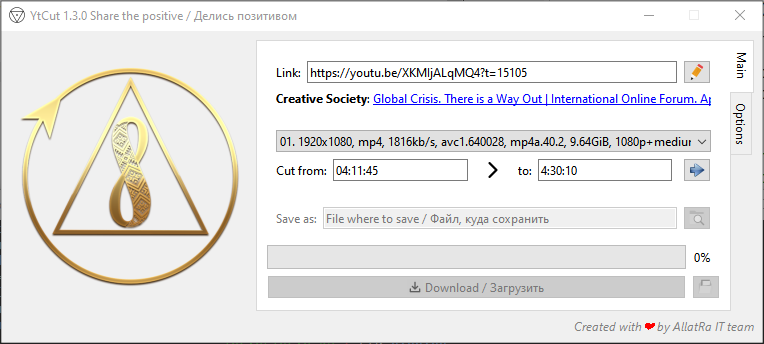 YtCut 1.3.0 Share the positive / Делись позитивом
Link: https://youtu.be/XKMljALqMQ4?t=15105
Creative Society: Global Crisis. There is a Way Out | International Online Forum. Ap
01. 1920x1080, mp4, 1816kb/s, avc1.640028, mp4a.40.2, 9.64GiB, 1080p+medium
Cut from: 04:11:45 to: 4:30:10
Save as: File where to save / Файл, куда сохранить
0%
Download / Загрузить
Main
Options
Created with ❤ by AllatRa IT team